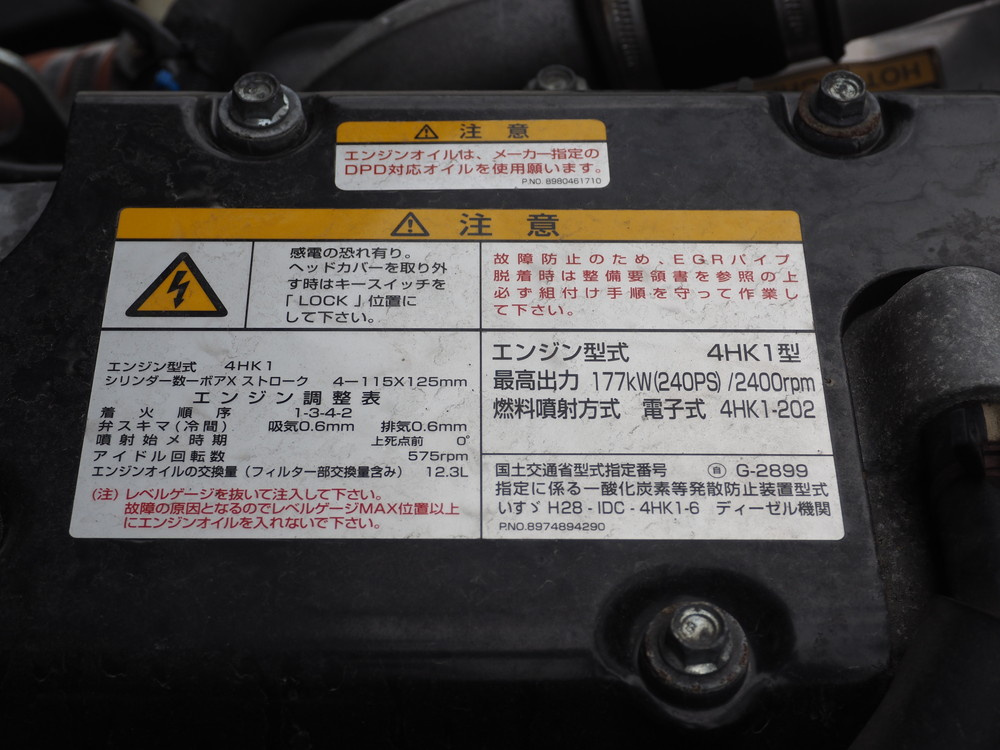 HOT
⚠ 注意
エンジンオイルは、メーカー指定の
DPD対応オイルを使用願います。
P.NO. 8980461710
⚠ 注意
感電の恐れ有り。
ヘッドカバーを取り外
す時はキースイッチを
「LOCK」位置に
して下さい。
故障防止のため、EGRパイプ
脱着時は整備要領書を参照の上
必ず組付け手順を守って作業し
て下さい。
エンジン型式 4HK1
シリンダー数ーボアX ストローク 4ー115X125mm
エンジン調整表
着火順序 1-3-4-2
弁スキマ(冷間) 吸気0.6mm 排気0.6mm
噴射始メ時期 上死点前 0°
アイドル回転数 575rpm
エンジンオイルの交換量(フィルター部交換量含み) 12.3L
(注)レベルゲージを抜いて注入して下さい。
故障の原因となるのでレベルゲージMAX位置以上
にエンジンオイルを入れないで下さい。
エンジン型式 4HK1型
最高出力 177kW(240PS)/2400rpm
燃料噴射方式 電子式 4HK1-202
国土交通省型式指定番号 �
自 G-2899
指定に係る一酸化炭素等発散防止装置型式
いすゞ H28-IDC-4HK1-6 ディーゼル機関
P.NO.8974894290